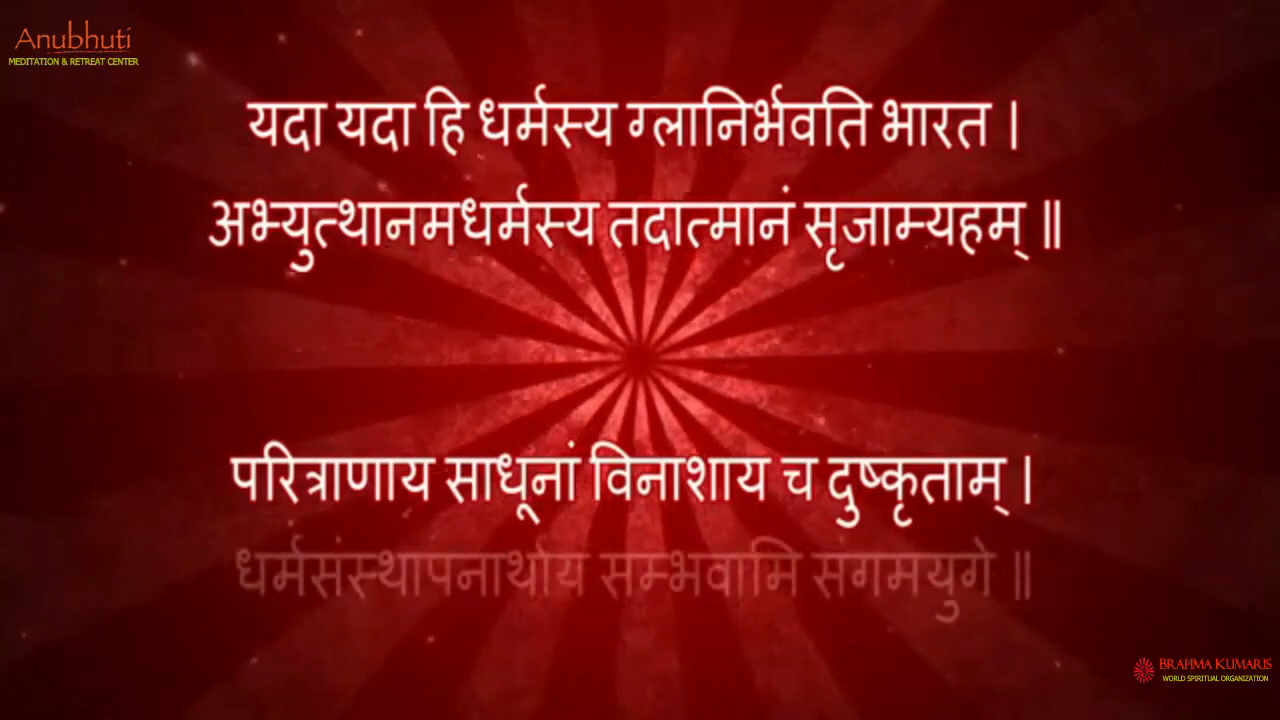 Anubhuti
MEDITATION & RETREAT CENTER
यदा यदा हि धर्मस्य ग्लानिर्भवति भारत ।
अभ्युत्थानमधर्मस्य तदात्मानं सृजाम्यहम् ॥
परित्राणाय साधूनां विनाशाय च दुष्कृताम् ।
धर्मसंस्थापनार्थाय सम्भवामि संगमयुगे ॥
BRAHMA KUMARIS
WORLD SPIRITUAL ORGANIZATION